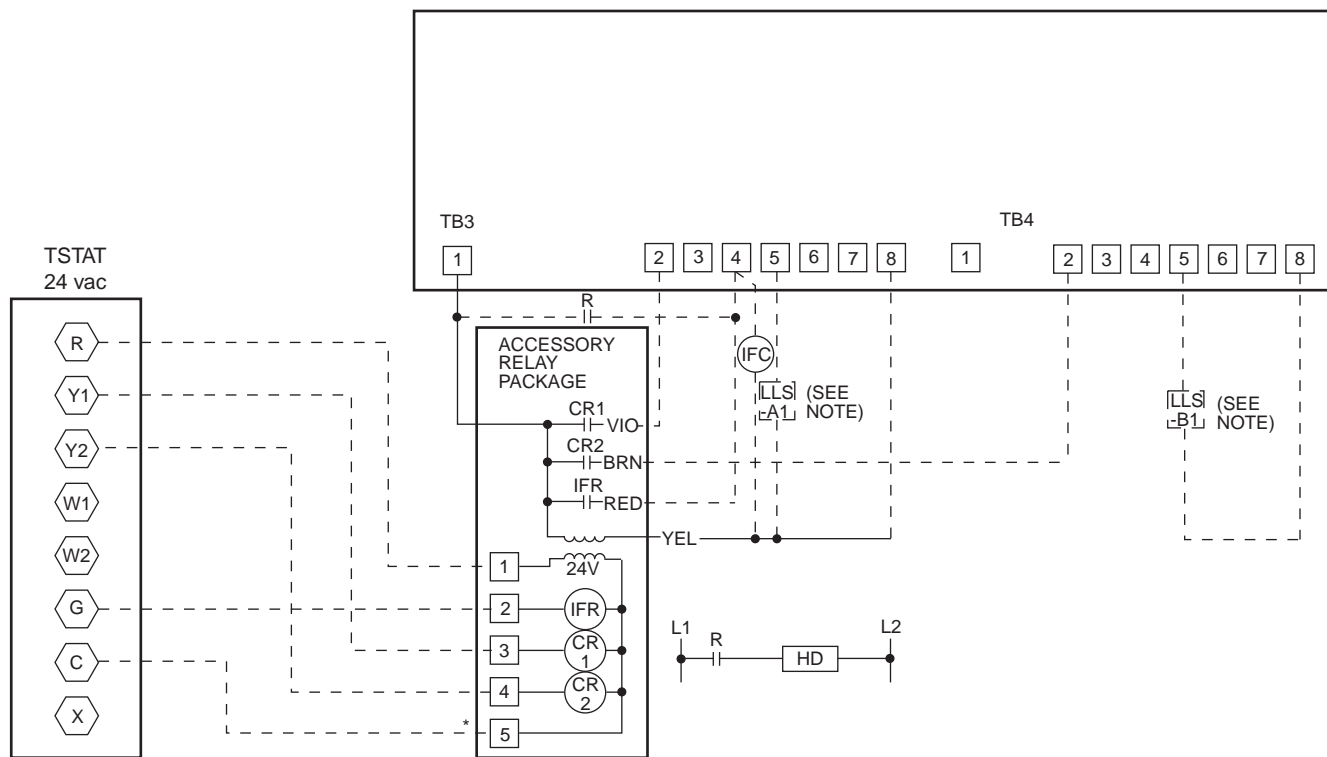 TB3
TB4
1
2
3
4
5
6
7
8
1
2
3
4
5
6
7
8
TSTAT
24 vac
R
Y1
Y2
W1
W2
G
C
X
R
ACCESSORY
RELAY
PACKAGE
CR1
VIO
CR2
BRN
IFR
RED
YEL
24V
1
2
3
4
* 5
IFR
CR
1
CR
2
IFC
LLS
-A1
(SEE
NOTE)
LLS
-B1
(SEE
NOTE)
L1
R
HD
L2